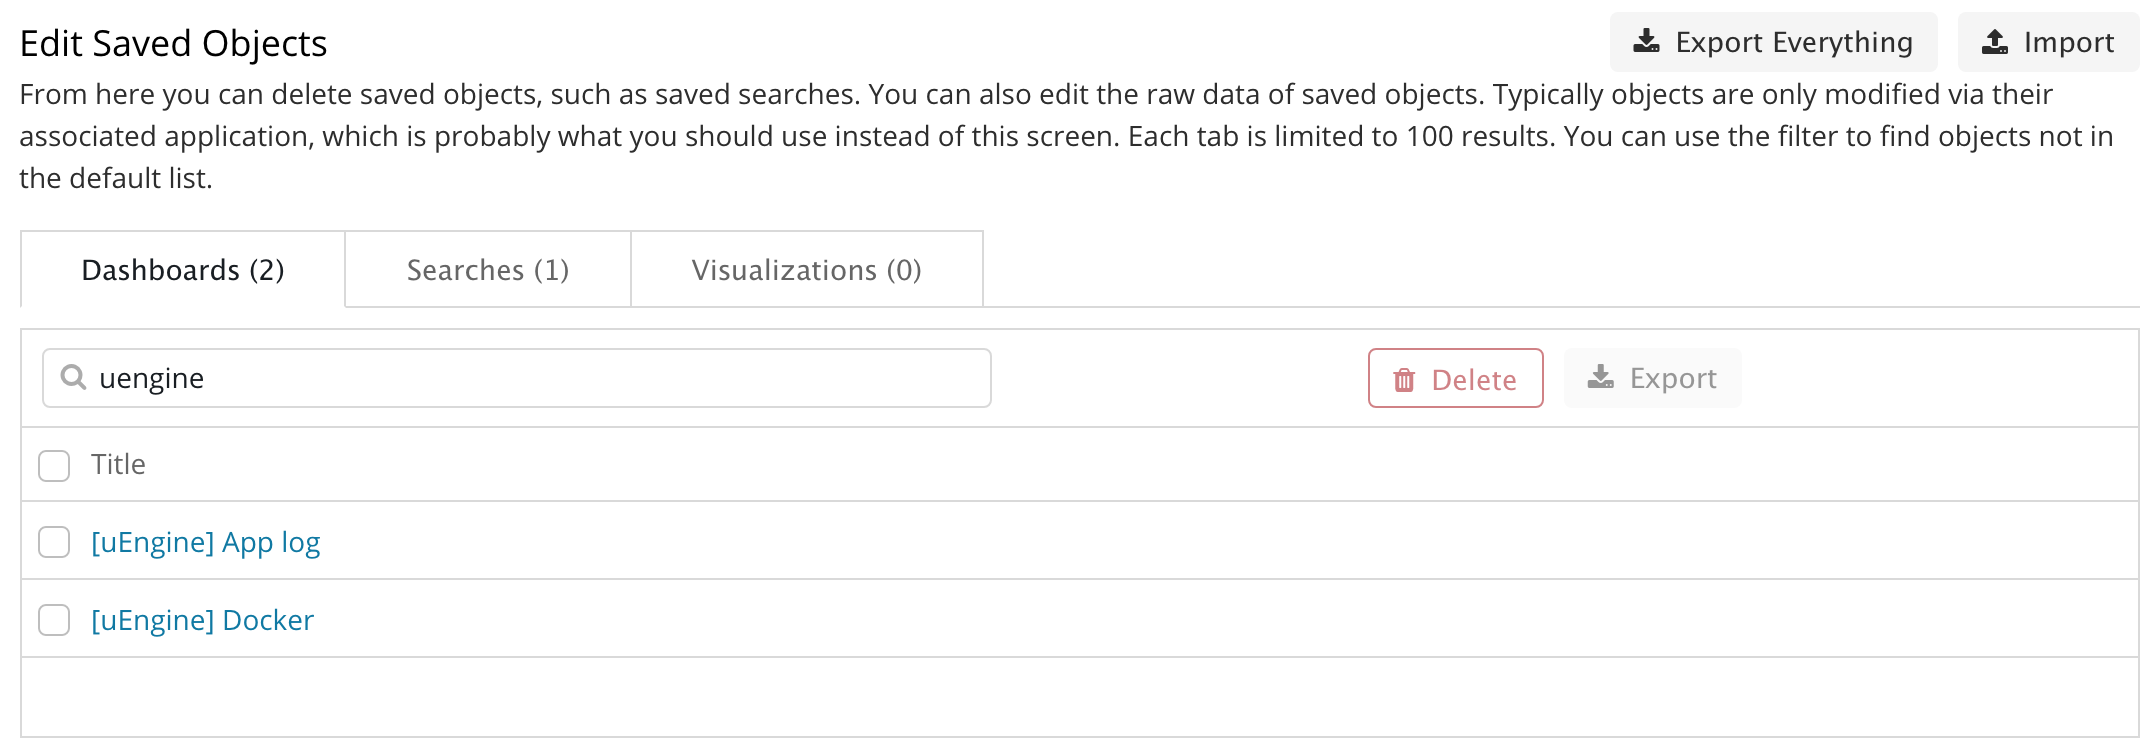 Edit Saved Objects
Export Everything
Import
From here you can delete saved objects, such as saved searches. You can also edit the raw data of saved objects. Typically objects are only modified via their
associated application, which is probably what you should use instead of this screen. Each tab is limited to 100 results. You can use the filter to find objects not in
the default list.
Dashboards (2)
Searches (1)
Visualizations (0)
uengine
Delete
Export
Title
[uEngine] App log
[uEngine] Docker